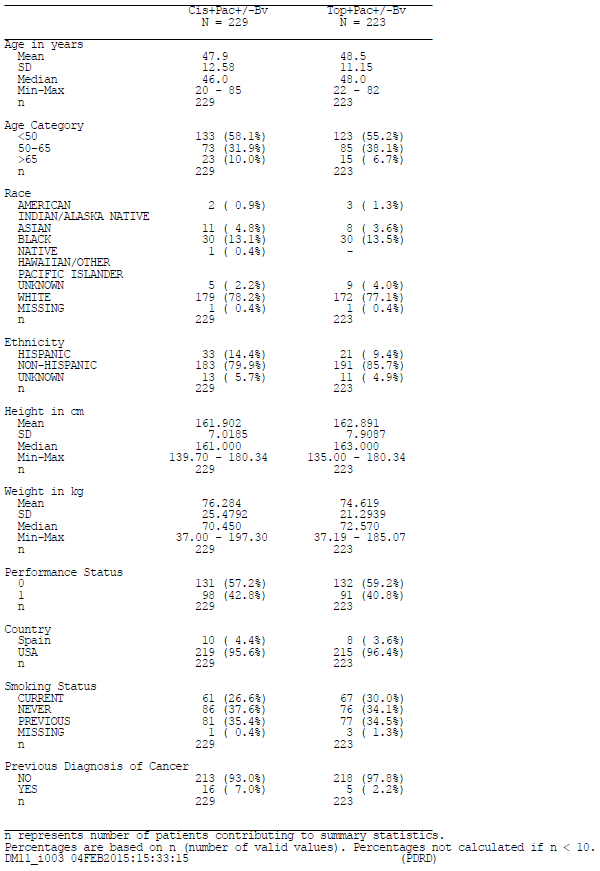 Cis+Pac+/-Bv Top+Pac+/-Bv
N = 229 N = 223
Age in years
Mean 47.9 48.5
SD 12.58 11.15
Median 46.0 48.0
Min-Max 20 - 85 22 - 82
n 229 223
Age Category
<50 133 (58.1%) 123 (55.2%)
50-65 73 (31.9%) 85 (38.1%)
>65 23 (10.0%) 15 ( 6.7%)
n 229 223
Race
AMERICAN 2 ( 0.9%) 3 ( 1.3%)
INDIAN/ALASKA NATIVE
ASIAN 11 ( 4.8%) 8 ( 3.6%)
BLACK 30 (13.1%) 30 (13.5%)
NATIVE 1 ( 0.4%) -
HAWAIIAN/OTHER
PACIFIC ISLANDER
UNKNOWN 5 ( 2.2%) 9 ( 4.0%)
WHITE 179 (78.2%) 172 (77.1%)
MISSING 1 ( 0.4%) 1 ( 0.4%)
n 229 223
Ethnicity
HISPANIC 33 (14.4%) 21 ( 9.4%)
NON-HISPANIC 183 (79.9%) 191 (85.7%)
UNKNOWN 13 ( 5.7%) 11 ( 4.9%)
n 229 223
Height in cm
Mean 161.902 162.891
SD 7.0185 7.9087
Median 161.000 163.000
Min-Max 139.70 - 180.34 135.00 - 180.34
n 229 223
Weight in kg
Mean 76.284 74.619
SD 25.4792 21.2939
Median 70.450 72.570
Min-Max 37.00 - 197.30 37.19 - 185.07
n 229 223
Performance Status
0 131 (57.2%) 132 (59.2%)
1 98 (42.8%) 91 (40.8%)
n 229 223
Country
Spain 10 ( 4.4%) 8 ( 3.6%)
USA 219 (95.6%) 215 (96.4%)
n 229 223
Smoking Status
CURRENT 61 (26.6%) 67 (30.0%)
NEVER 86 (37.6%) 76 (34.1%)
PREVIOUS 81 (35.4%) 77 (34.5%)
MISSING 1 ( 0.4%) 3 ( 1.3%)
n 229 223
Previous Diagnosis of Cancer
NO 213 (93.0%) 218 (97.8%)
YES 16 ( 7.0%) 5 ( 2.2%)
n 229 223
n represents number of patients contributing to summary statistics.
Percentages are based on n (number of valid values). Percentages not calculated if n < 10.
DM11_i003 04FEB2015:15:33:15 (PDRD)